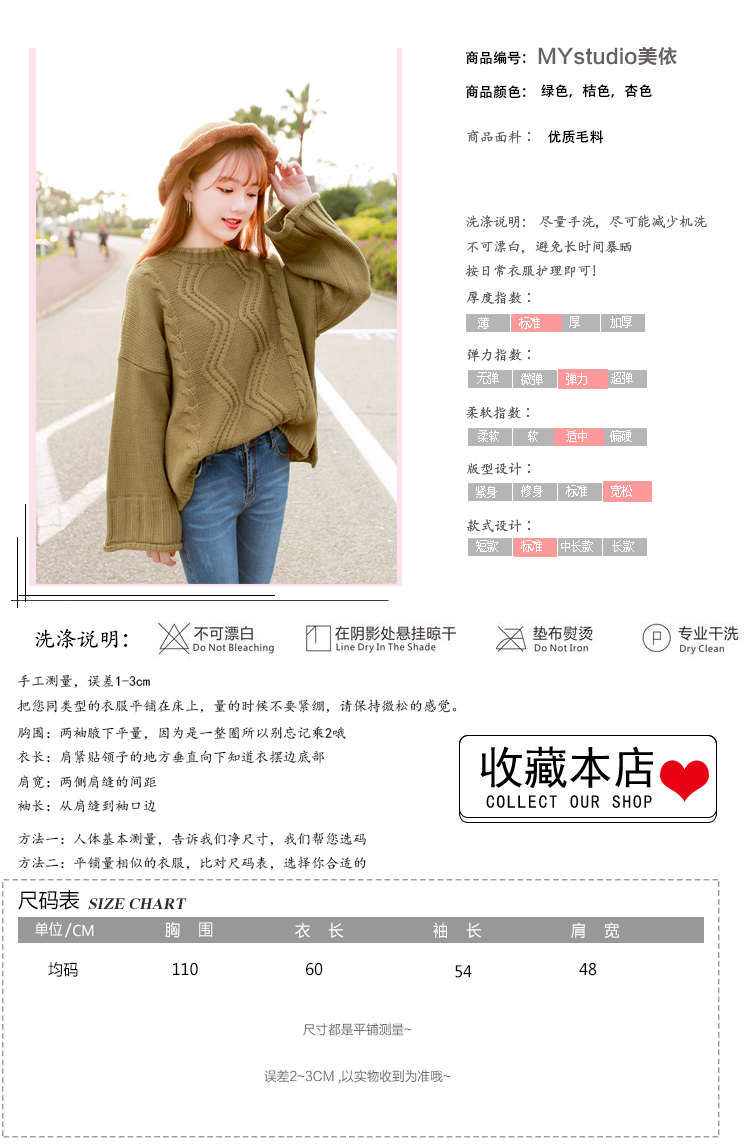 商品编号： MYstudio美依
商品颜色： 绿色，桔色，杏色
商品面料： 优质毛料
洗涤说明： 尽量手洗，尽可能减少机洗
不可漂白，避免长时间暴晒
按日常衣服护理即可！
厚度指数：
薄 标准 厚 加厚
弹力指数：
无弹 微弹 弹力 超弹
柔软指数：
柔软 软 适中 偏硬
版型设计：
紧身 修身 标准 宽松
款式设计：
短款 标准 中长款 长款
洗涤说明： 不可漂白 在阴影处悬挂晾干 垫布熨烫 专业干洗
Do Not Bleaching Line Dry In The Shade Do Not Iron P Dry Clean
手工测量，误差1-3cm
把您同类型的衣服平铺在床上，量的时候不要紧绷，请保持微松的感觉。
胸围：两袖腋下平量，因为是一整圈所以别忘记乘2哦
衣长：肩紧贴领子的地方垂直向下知道衣摆边底部
肩宽：两侧肩缝的间距
袖长：从肩缝到袖口边
收藏本店
COLLECT OUR SHOP
方法一：人体基本测量，告诉我们净尺寸，我们帮您选码
方法二：平铺量相似的衣服，比对尺码表，选择你合适的
尺码表 SIZE CHART
单位/CM 胸 围 衣 长 袖 长 肩 宽
均码 110 60 54 48
尺寸都是平铺测量~
误差2~3CM ,以实物收到为准哦~